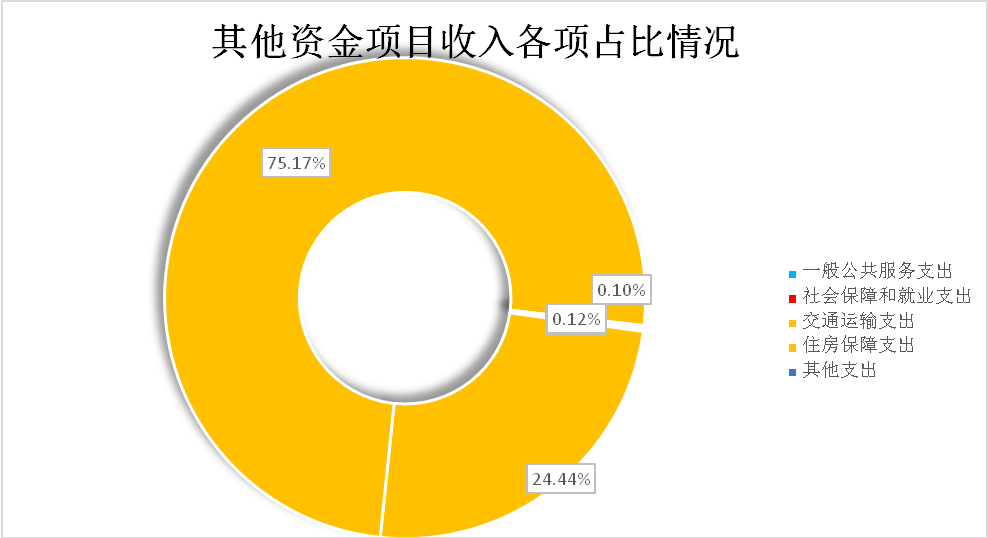 其他资金项目收入各项占比情况
75.17%
0.10%
0.12%
24.44%
一般公共服务支出
社会保障和就业支出
交通运输支出
住房保障支出
其他支出